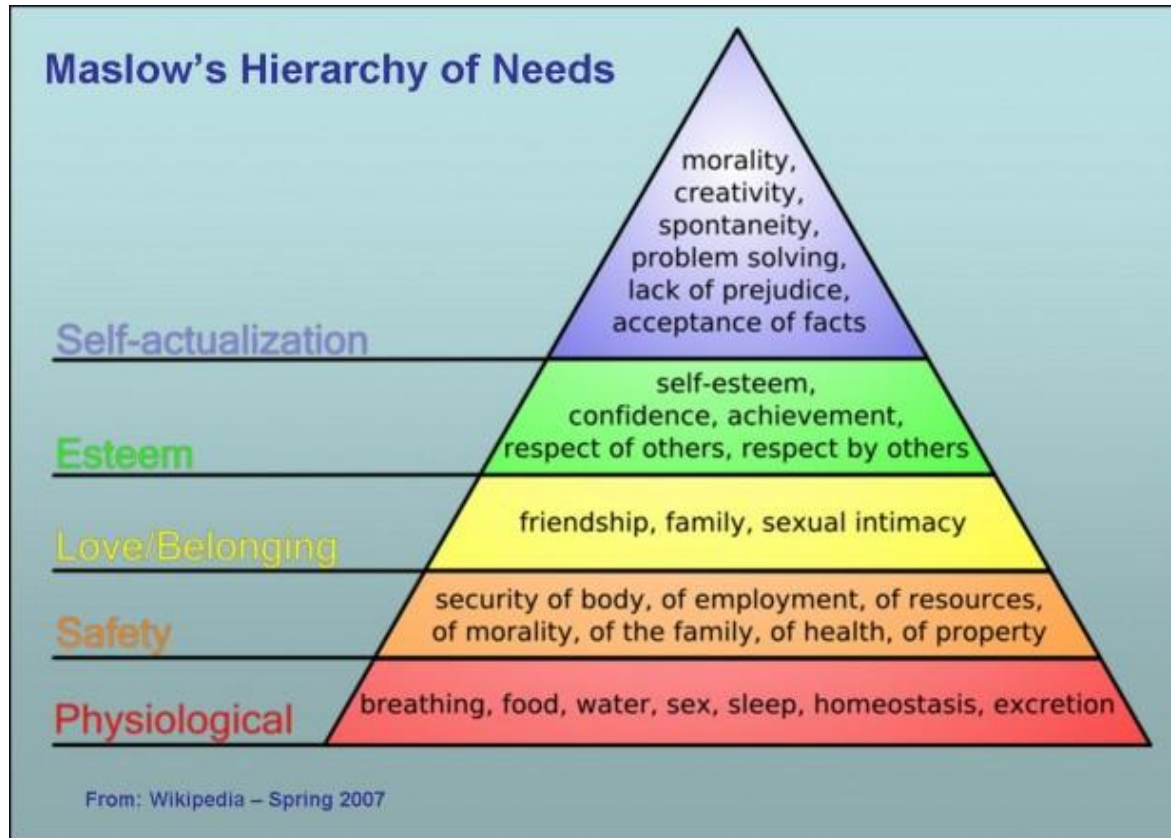 Maslow's Hierarchy of Needs
morality,
creativity,
spontaneity,
problem solving,
lack of prejudice,
acceptance of facts
Self-actualization
self-esteem,
confidence, achievement,
respect of others, respect by others
Esteem
friendship, family, sexual intimacy
Love/Belonging
security of body, of employment, of resources,
of morality, of the family, of health, of property
Safety
breathing, food, water, sex, sleep, homeostasis, excretion
Physiological
From: Wikipedia – Spring 2007